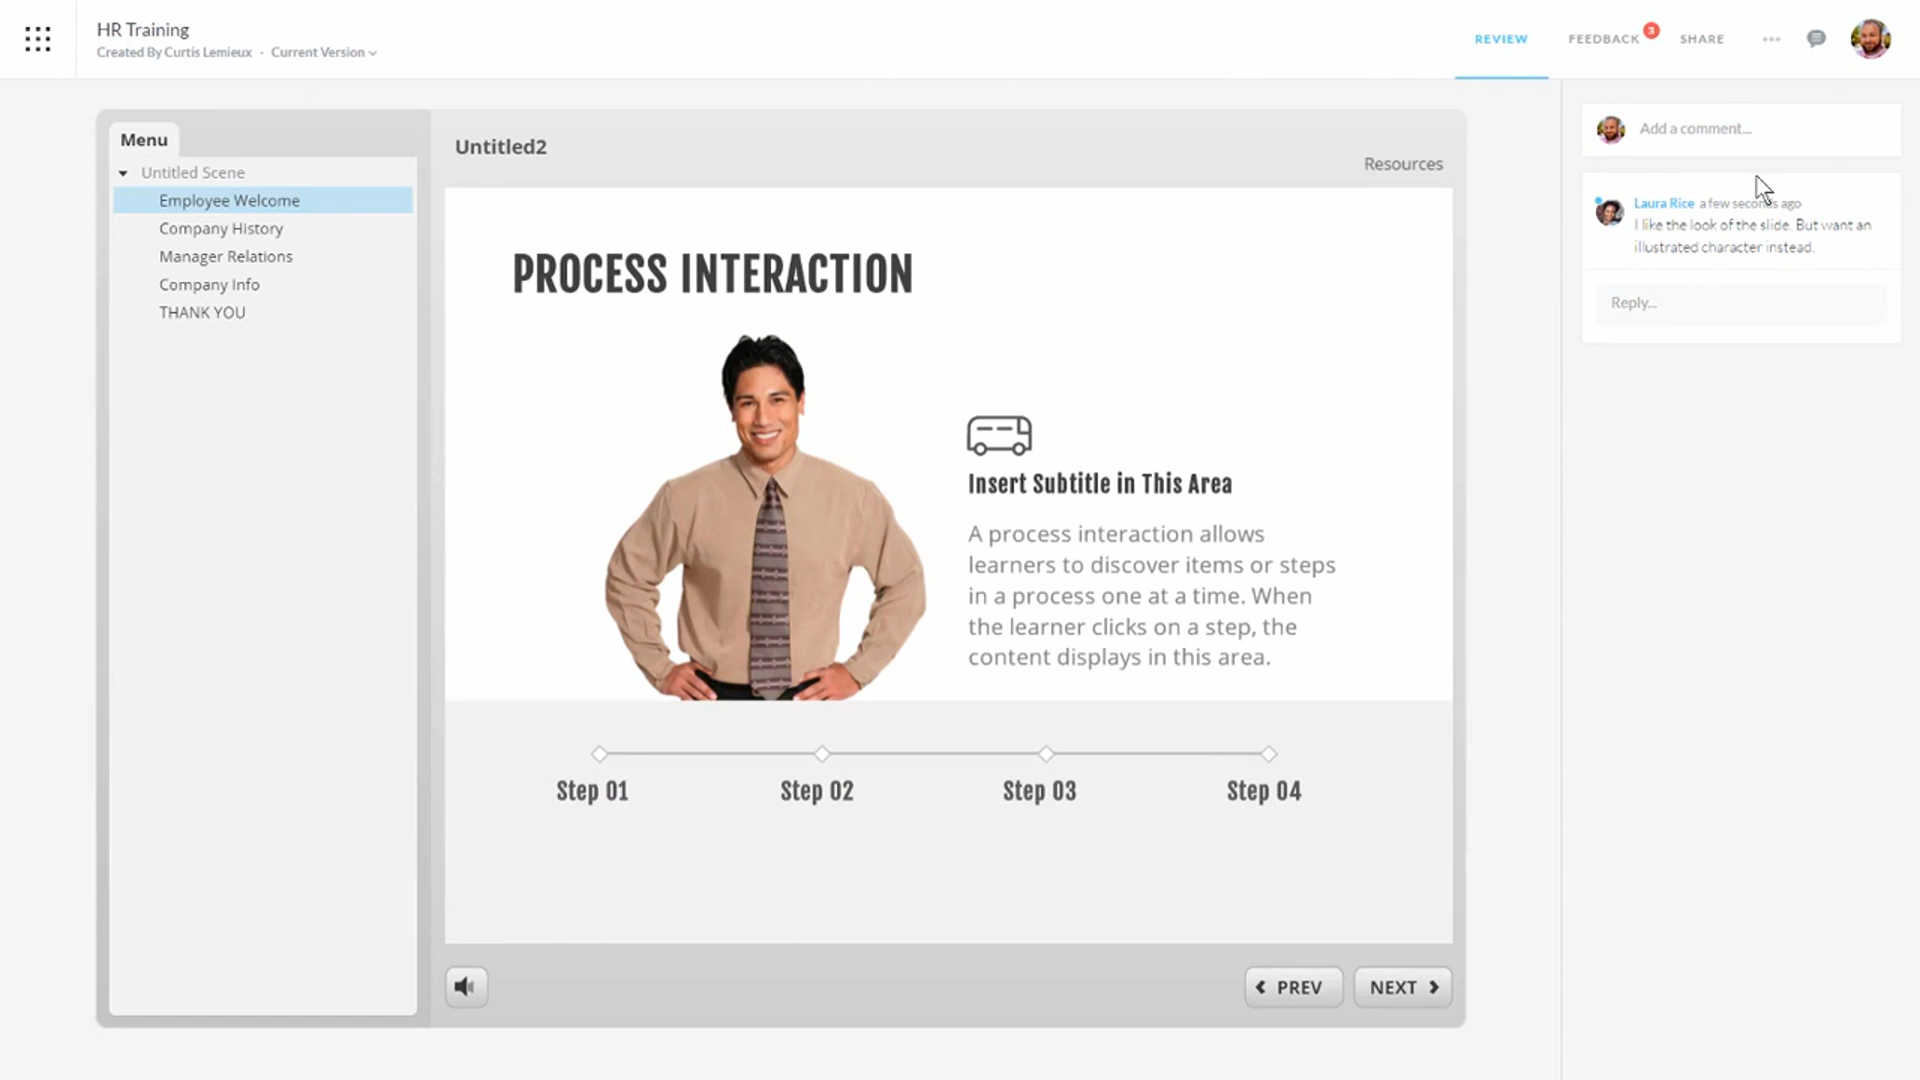 HR Training
Created By Curtis Lemieux · Current Version
REVIEW
FEEDBACK 3
SHARE
Menu
Untitled Scene
Employee Welcome
Company History
Manager Relations
Company Info
THANK YOU
Untitled2
Resources
PROCESS INTERACTION
Insert Subtitle in This Area
A process interaction allows
learners to discover items or steps
in a process one at a time. When
the learner clicks on a step, the
content displays in this area.
Step 01
Step 02
Step 03
Step 04
PREV
NEXT
Add a comment...
Laura Rice a few seconds ago
I like the look of the slide. But want an
illustrated character instead.
Reply...